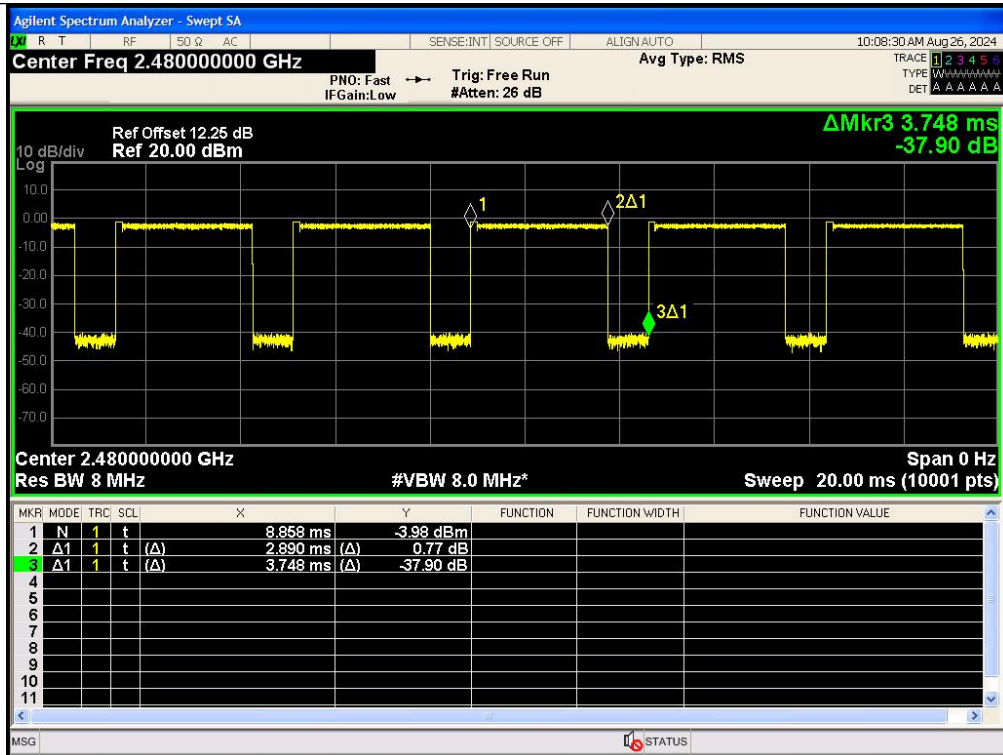 Agilent Spectrum Analyzer - Swept SA
LXI R T RF 50 Ω AC SENSE:INT SOURCE OFF ALIGN AUTO 10:08:30 AM Aug 26, 2024
Center Freq 2.480000000 GHz Avg Type: RMS TRACE 1 2 3 4 5 6
PNO: Fast Trig: Free Run TYPE WWWWWW
IFGain:Low #Atten: 26 dB DET A A A A A A
ΔMkr3 3.748 ms
-37.90 dB
Ref Offset 12.25 dB
10 dB/div Ref 20.00 dBm
Log
10.0
1 2Δ1
0.00
-10.0
-20.0
-30.0
3Δ1
-40.0
-50.0
-60.0
-70.0
Center 2.480000000 GHz Span 0 Hz
Res BW 8 MHz #VBW 8.0 MHz* Sweep 20.00 ms (10001 pts)
MKR MODE TRC SCL X Y FUNCTION FUNCTION WIDTH FUNCTION VALUE
1 N 1 t 8.858 ms -3.98 dBm
2 Δ1 1 t (Δ) 2.890 ms (Δ) 0.77 dB
3 Δ1 1 t (Δ) 3.748 ms (Δ) -37.90 dB
4
5
6
7
8
9
10
11
MSG STATUS